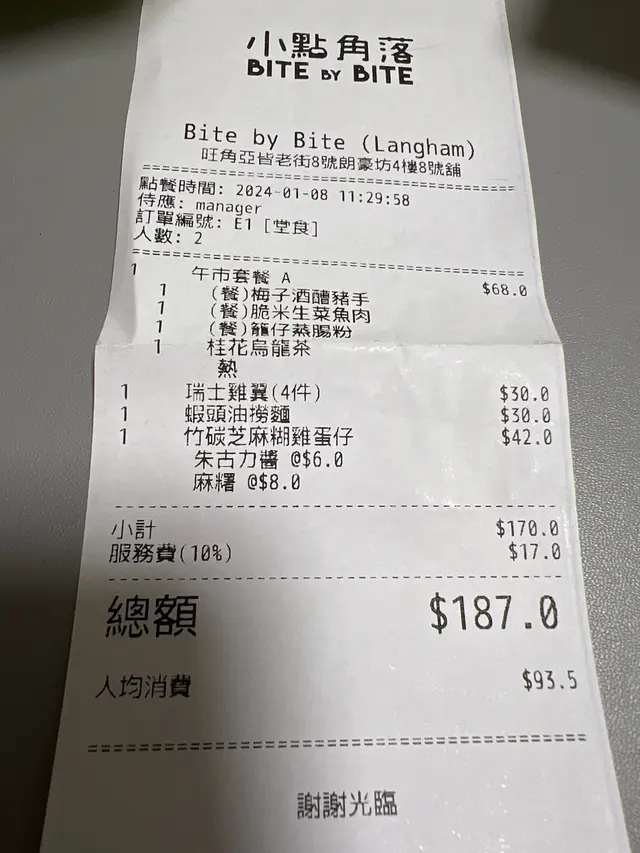 小點角落
BITE BY BITE
Bite by Bite (Langham)
旺角亞皆老街8號朗豪坊4樓8號舖
點餐時間: 2024-01-08 11:29:58
侍應: manager
訂單編號: E1 [堂食]
人數: 2
1 午市套餐 A $68.0
1 (餐)梅子酒醋豬手
1 (餐)脆米生菜魚肉
1 (餐)籠仔蒸腸粉
1 桂花烏龍茶
熱
1 瑞士雞翼(4件) $30.0
1 蝦頭油撈麵 $30.0
1 竹碳芝麻糊雞蛋仔 $42.0
朱古力醬 @$6.0
麻糬 @$8.0
小計 $170.0
服務費(10%) $17.0
總額 $187.0
人均消費 $93.5
謝謝光臨